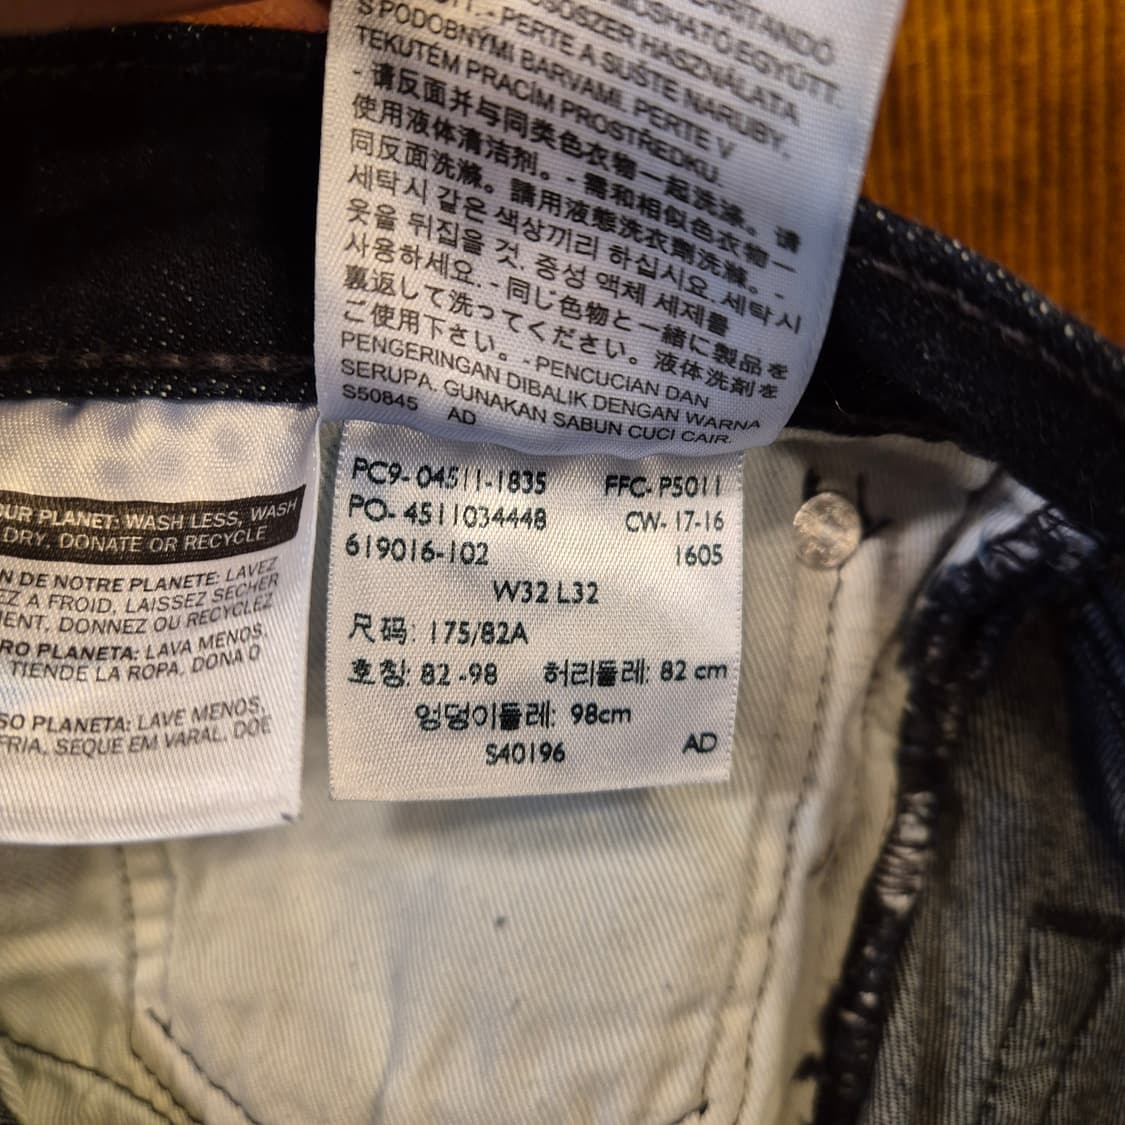 ÁRÍTANDÓ
MOSHATÓ EGYÜTT.
MOSÓSZER HASZNÁLATA
- PERTE A SUŠTE NARUBY,
S PODOBNÝMI BARVAMI. PERTE V
TEKUTÉM PRACÍM PROSTŘEDKU.
- 请反面并与同类色衣物一起洗涤。请
使用液体清洁剂。- 需和相似色衣物一
同反面洗滌。請用液態洗衣劑洗滌。-
세탁시 같은 색상끼리 하십시요. 세탁시
옷을 뒤집을 것. 중성 액체 세제를
사용하세요. - 同じ色物と一緒に製品を
裏返して洗ってください。液体洗剤を
ご使用下さい。- PENCUCIAN DAN
PENGERINGAN DIBALIK DENGAN WARNA
SERUPA. GUNAKAN SABUN CUCI CAIR.
S50845 AD
OUR PLANET: WASH LESS, WASH
DRY, DONATE OR RECYCLE
N DE NOTRE PLANETE: LAVEZ
EZ A FROID, LAISSEZ SECHER
MENT, DONNEZ OU RECYCLEZ
RO PLANETA: LAVA MENOS,
TIENDE LA ROPA, DONA O
SO PLANETA: LAVE MENOS,
FRIA, SEQUE EM VARAL, DOE
PC9-04511-1835 FFC-P5011
PO-4511034448 CW-17-16
619016-102 1605
W32 L32
尺码: 175/82A
호칭: 82-98 허리둘레: 82 cm
엉덩이둘레: 98cm
S40196 AD